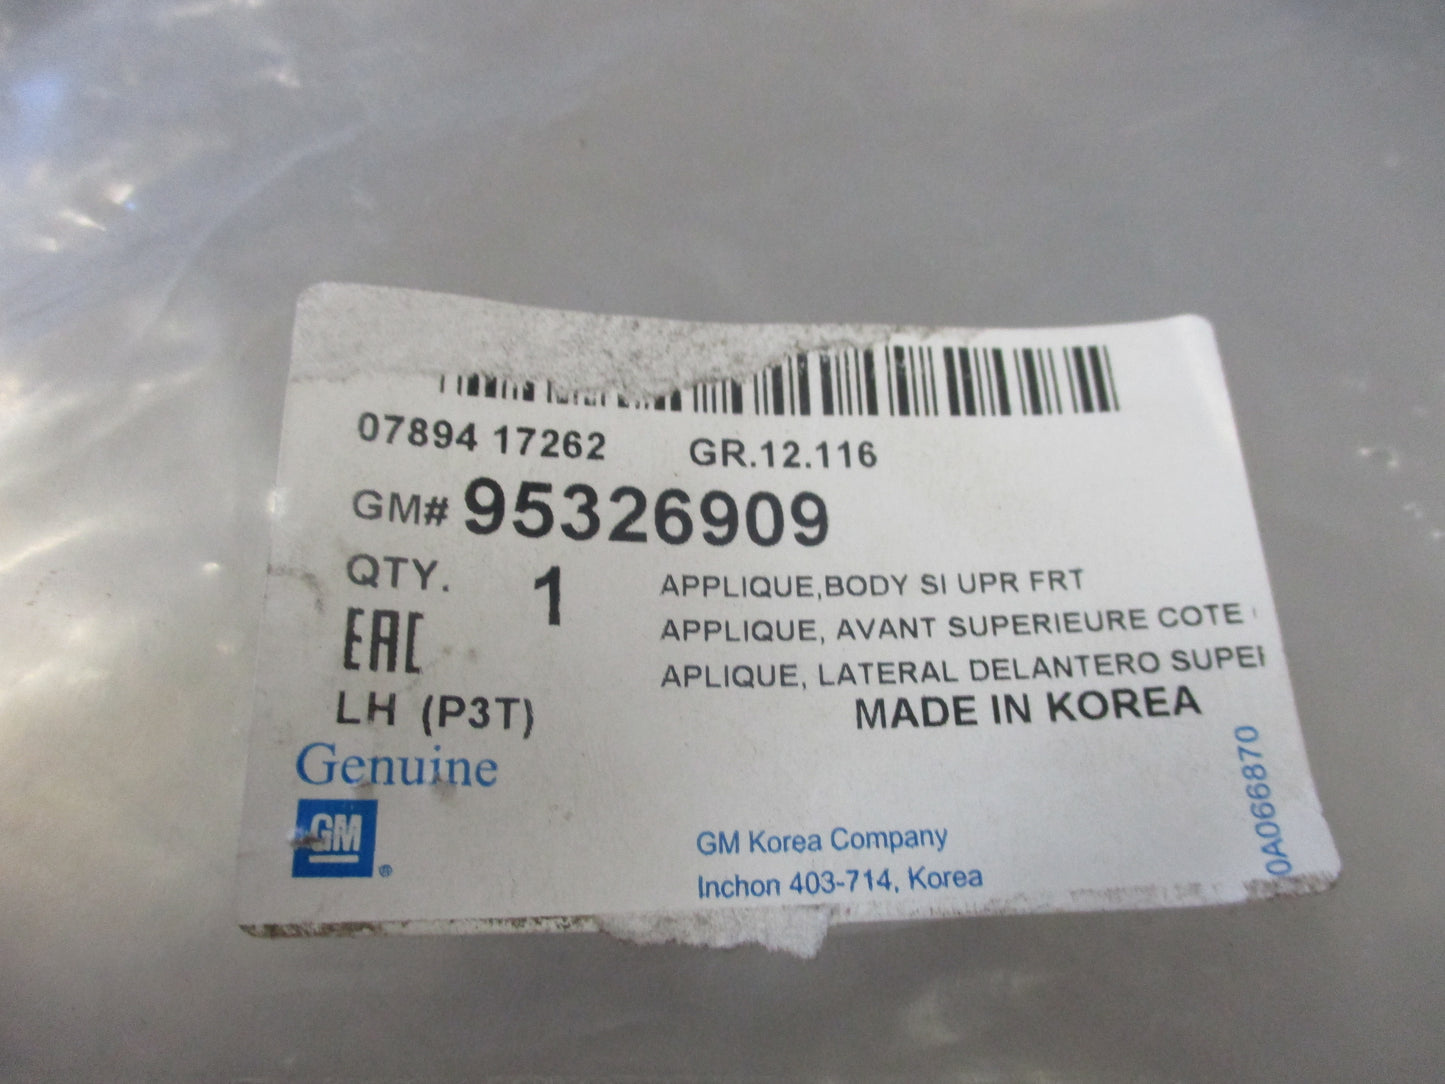 07894 17262 GR.12.116
GM# 95326909
QTY. 1
APPLIQUE,BODY SI UPR FRT
APPLIQUE, AVANT SUPERIEURE COTE
APLIQUE, LATERAL DELANTERO SUPER
EAC
LH (P3T)
MADE IN KOREA
Genuine
GM ®
GM Korea Company
Inchon 403-714, Korea
0A066870